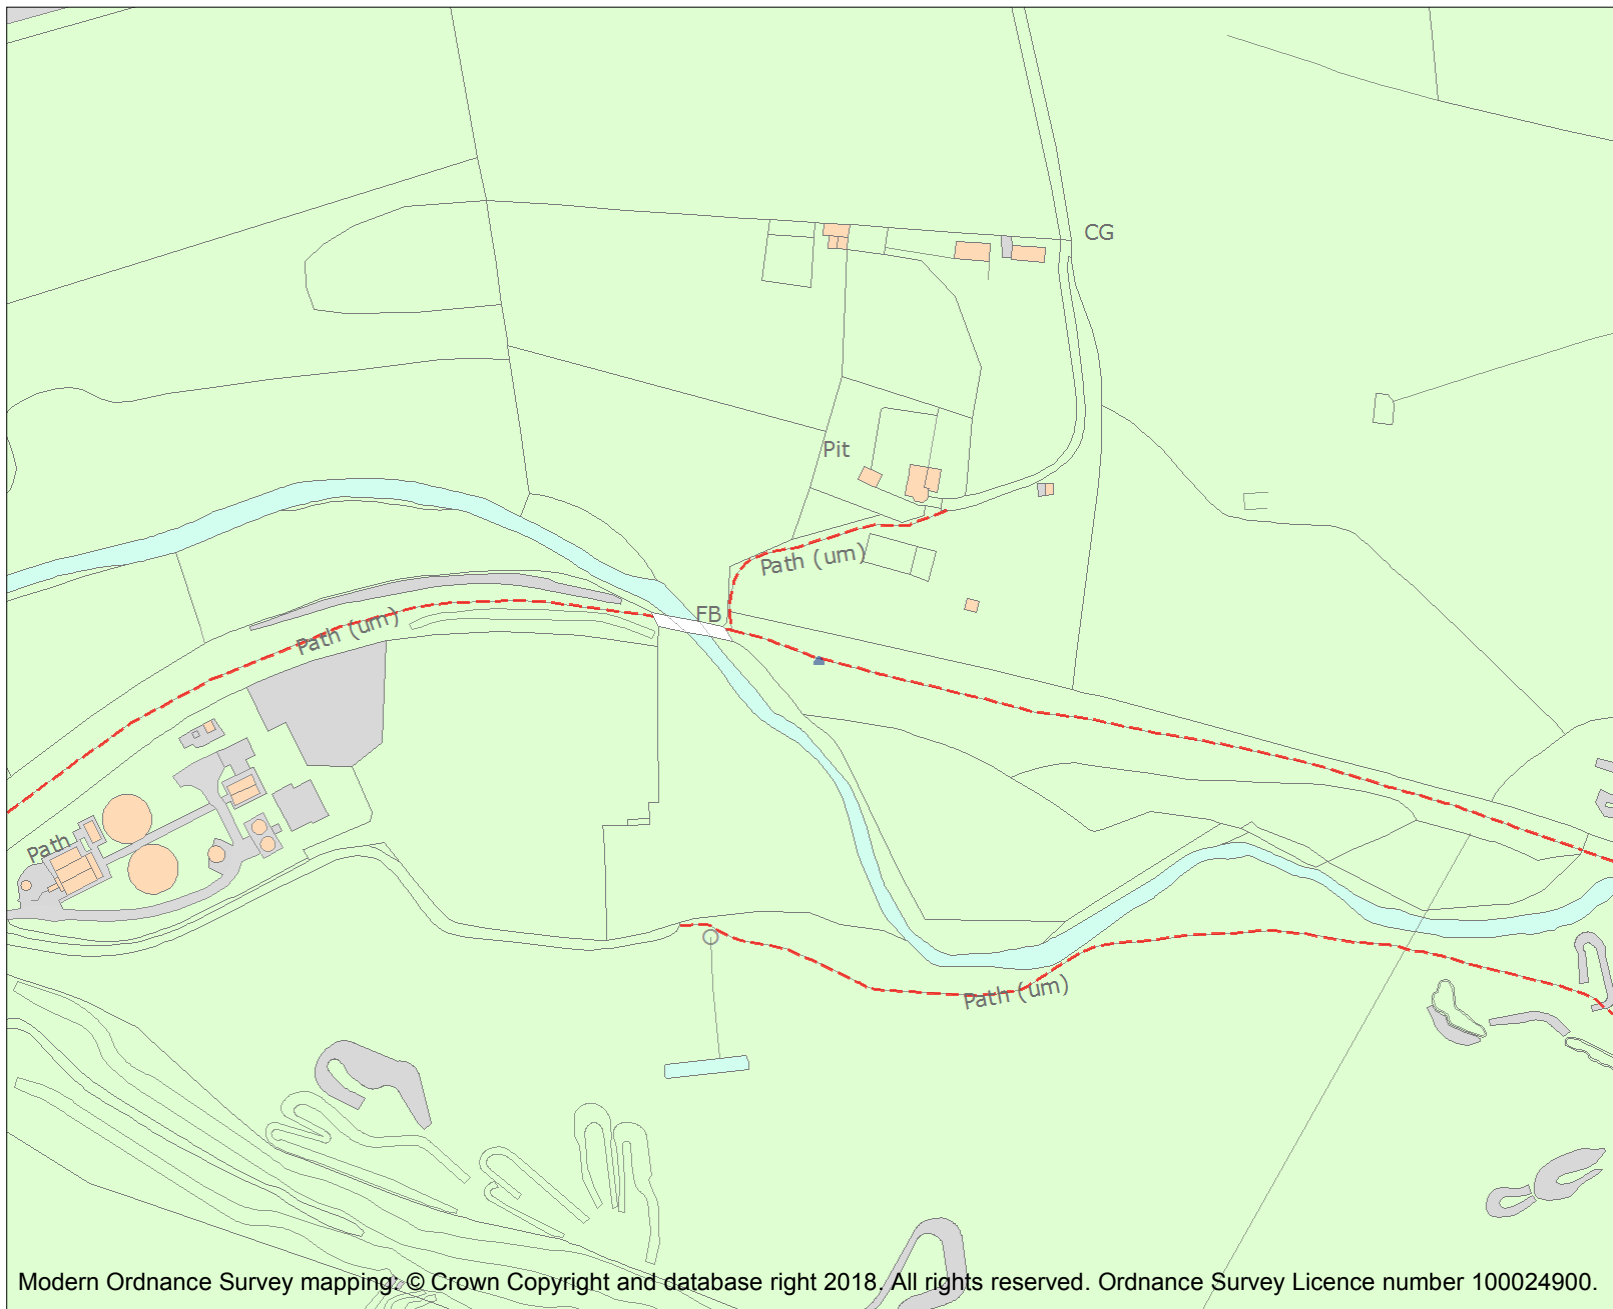 CG
Pit
Path (um)
FB
Path (um)
Path
Path (um)
Modern Ordnance Survey mapping: © Crown Copyright and database right 2018. All rights reserved. Ordnance Survey Licence number 100024900.